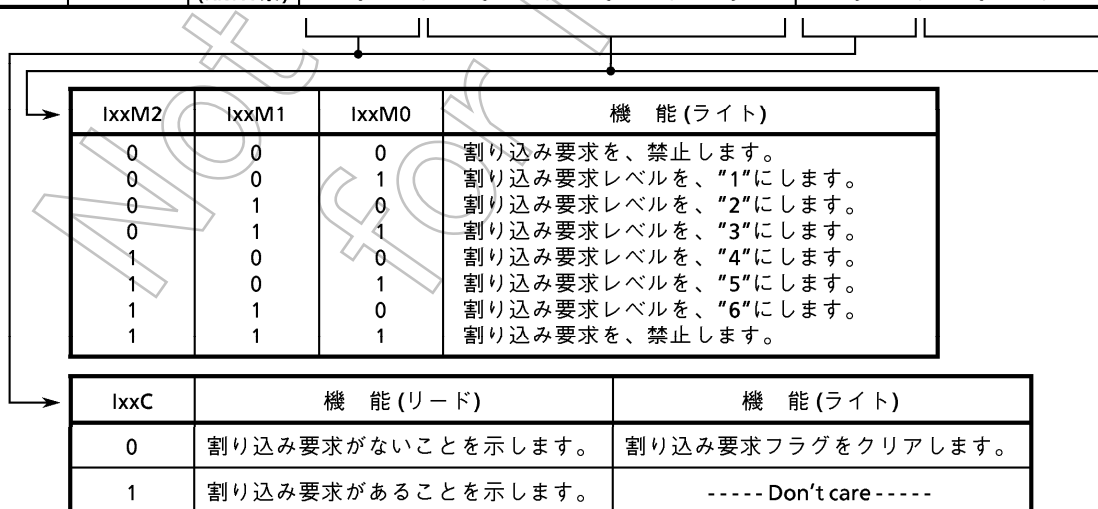 IxxM2 IxxM1 IxxM0 機 能 (ライト)
0 0 0 割り込み要求を、禁止します。
0 0 1 割り込み要求レベルを、"1"にします。
0 1 0 割り込み要求レベルを、"2"にします。
0 1 1 割り込み要求レベルを、"3"にします。
1 0 0 割り込み要求レベルを、"4"にします。
1 0 1 割り込み要求レベルを、"5"にします。
1 1 0 割り込み要求レベルを、"6"にします。
1 1 1 割り込み要求を、禁止します。
IxxC 機 能 (リード) 機 能 (ライト)
0 割り込み要求がないことを示します。 割り込み要求フラグをクリアします。
1 割り込み要求があることを示します。 ----- Don't care -----
Not for